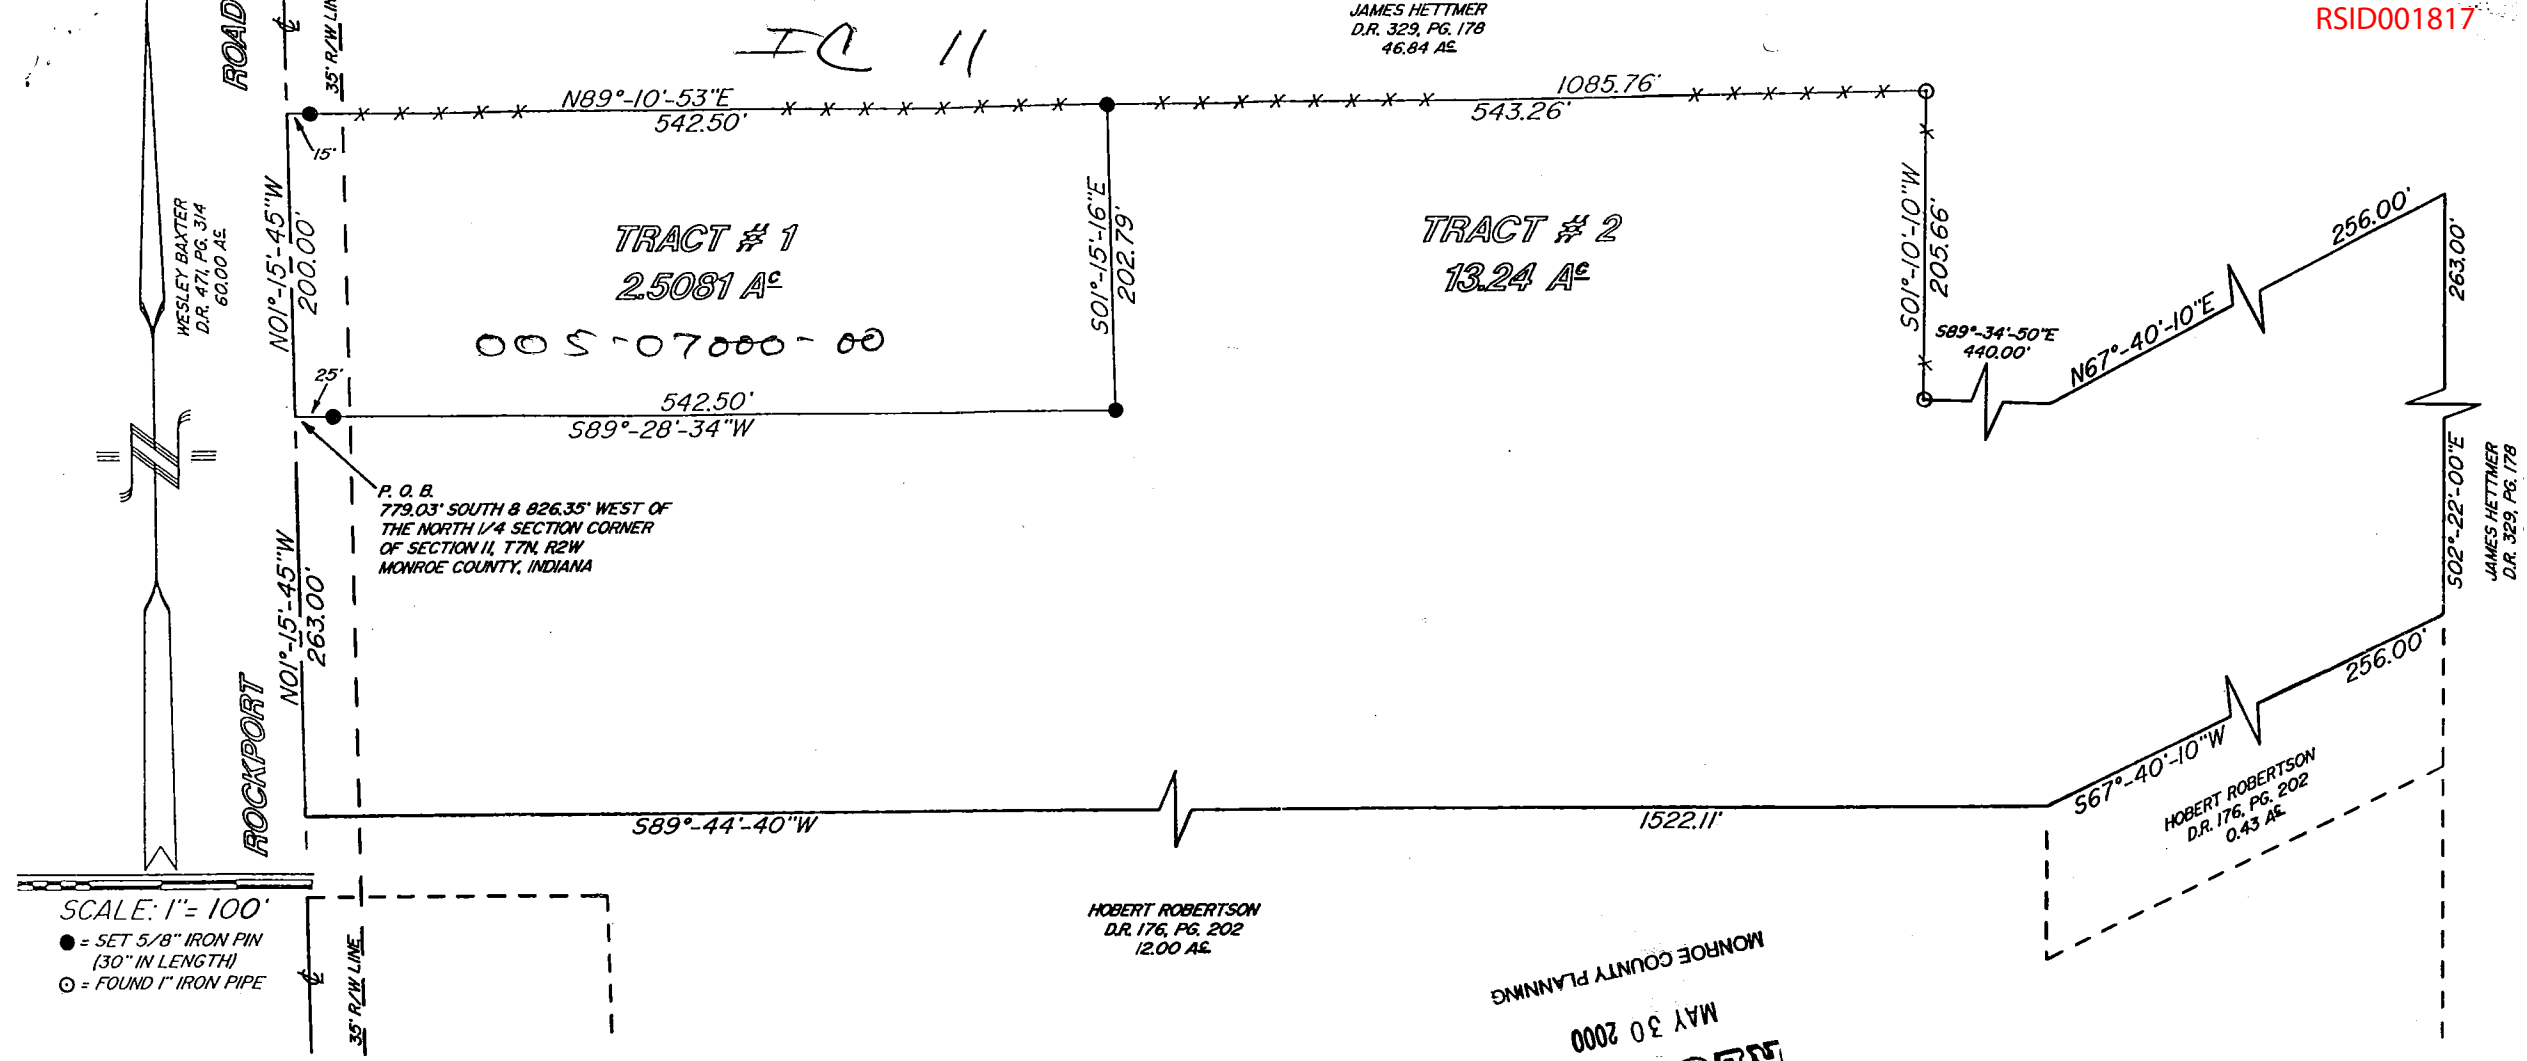 RSID001817
JAMES HETTMER
D.R. 329, PG. 178
46.84 Ac
IC 11
ROAD
35' R/W LIN
N89°-10'-53"E
542.50'
1085.76'
543.26'
15'
WESLEY BAXTER
D.R. 471, PG. 314
60.00 Ac
N01°-15'-45"W
200.00'
TRACT # 1
2.5081 Ac
005-07000-00
S01°-15'-16"E
202.79'
TRACT # 2
13.24 Ac
S01°-10'-10"W
205.66'
S89°-34'-50"E
440.00'
N67°-40'-10"E
256.00'
263.00'
S02°-22'-00"E
JAMES HETTMER
D.R. 329, PG. 178
25'
542.50'
S89°-28'-34"W
P. O. B.
779.03' SOUTH & 826.35' WEST OF
THE NORTH 1/4 SECTION CORNER
OF SECTION 11, T7N, R2W
MONROE COUNTY, INDIANA
N
N01°-15'-45"W
263.00'
ROCKPORT
S89°-44'-40"W
1522.11'
S67°-40'-10"W
256.00'
HOBERT ROBERTSON
D.R. 176, PG. 202
0.43 Ac
SCALE: 1"= 100'
= SET 5/8" IRON PIN
(30" IN LENGTH)
= FOUND 1" IRON PIPE
35' R/W LINE
HOBERT ROBERTSON
D.R. 176, PG. 202
12.00 Ac
MONROE COUNTY PLANNING
MAY 30 2000